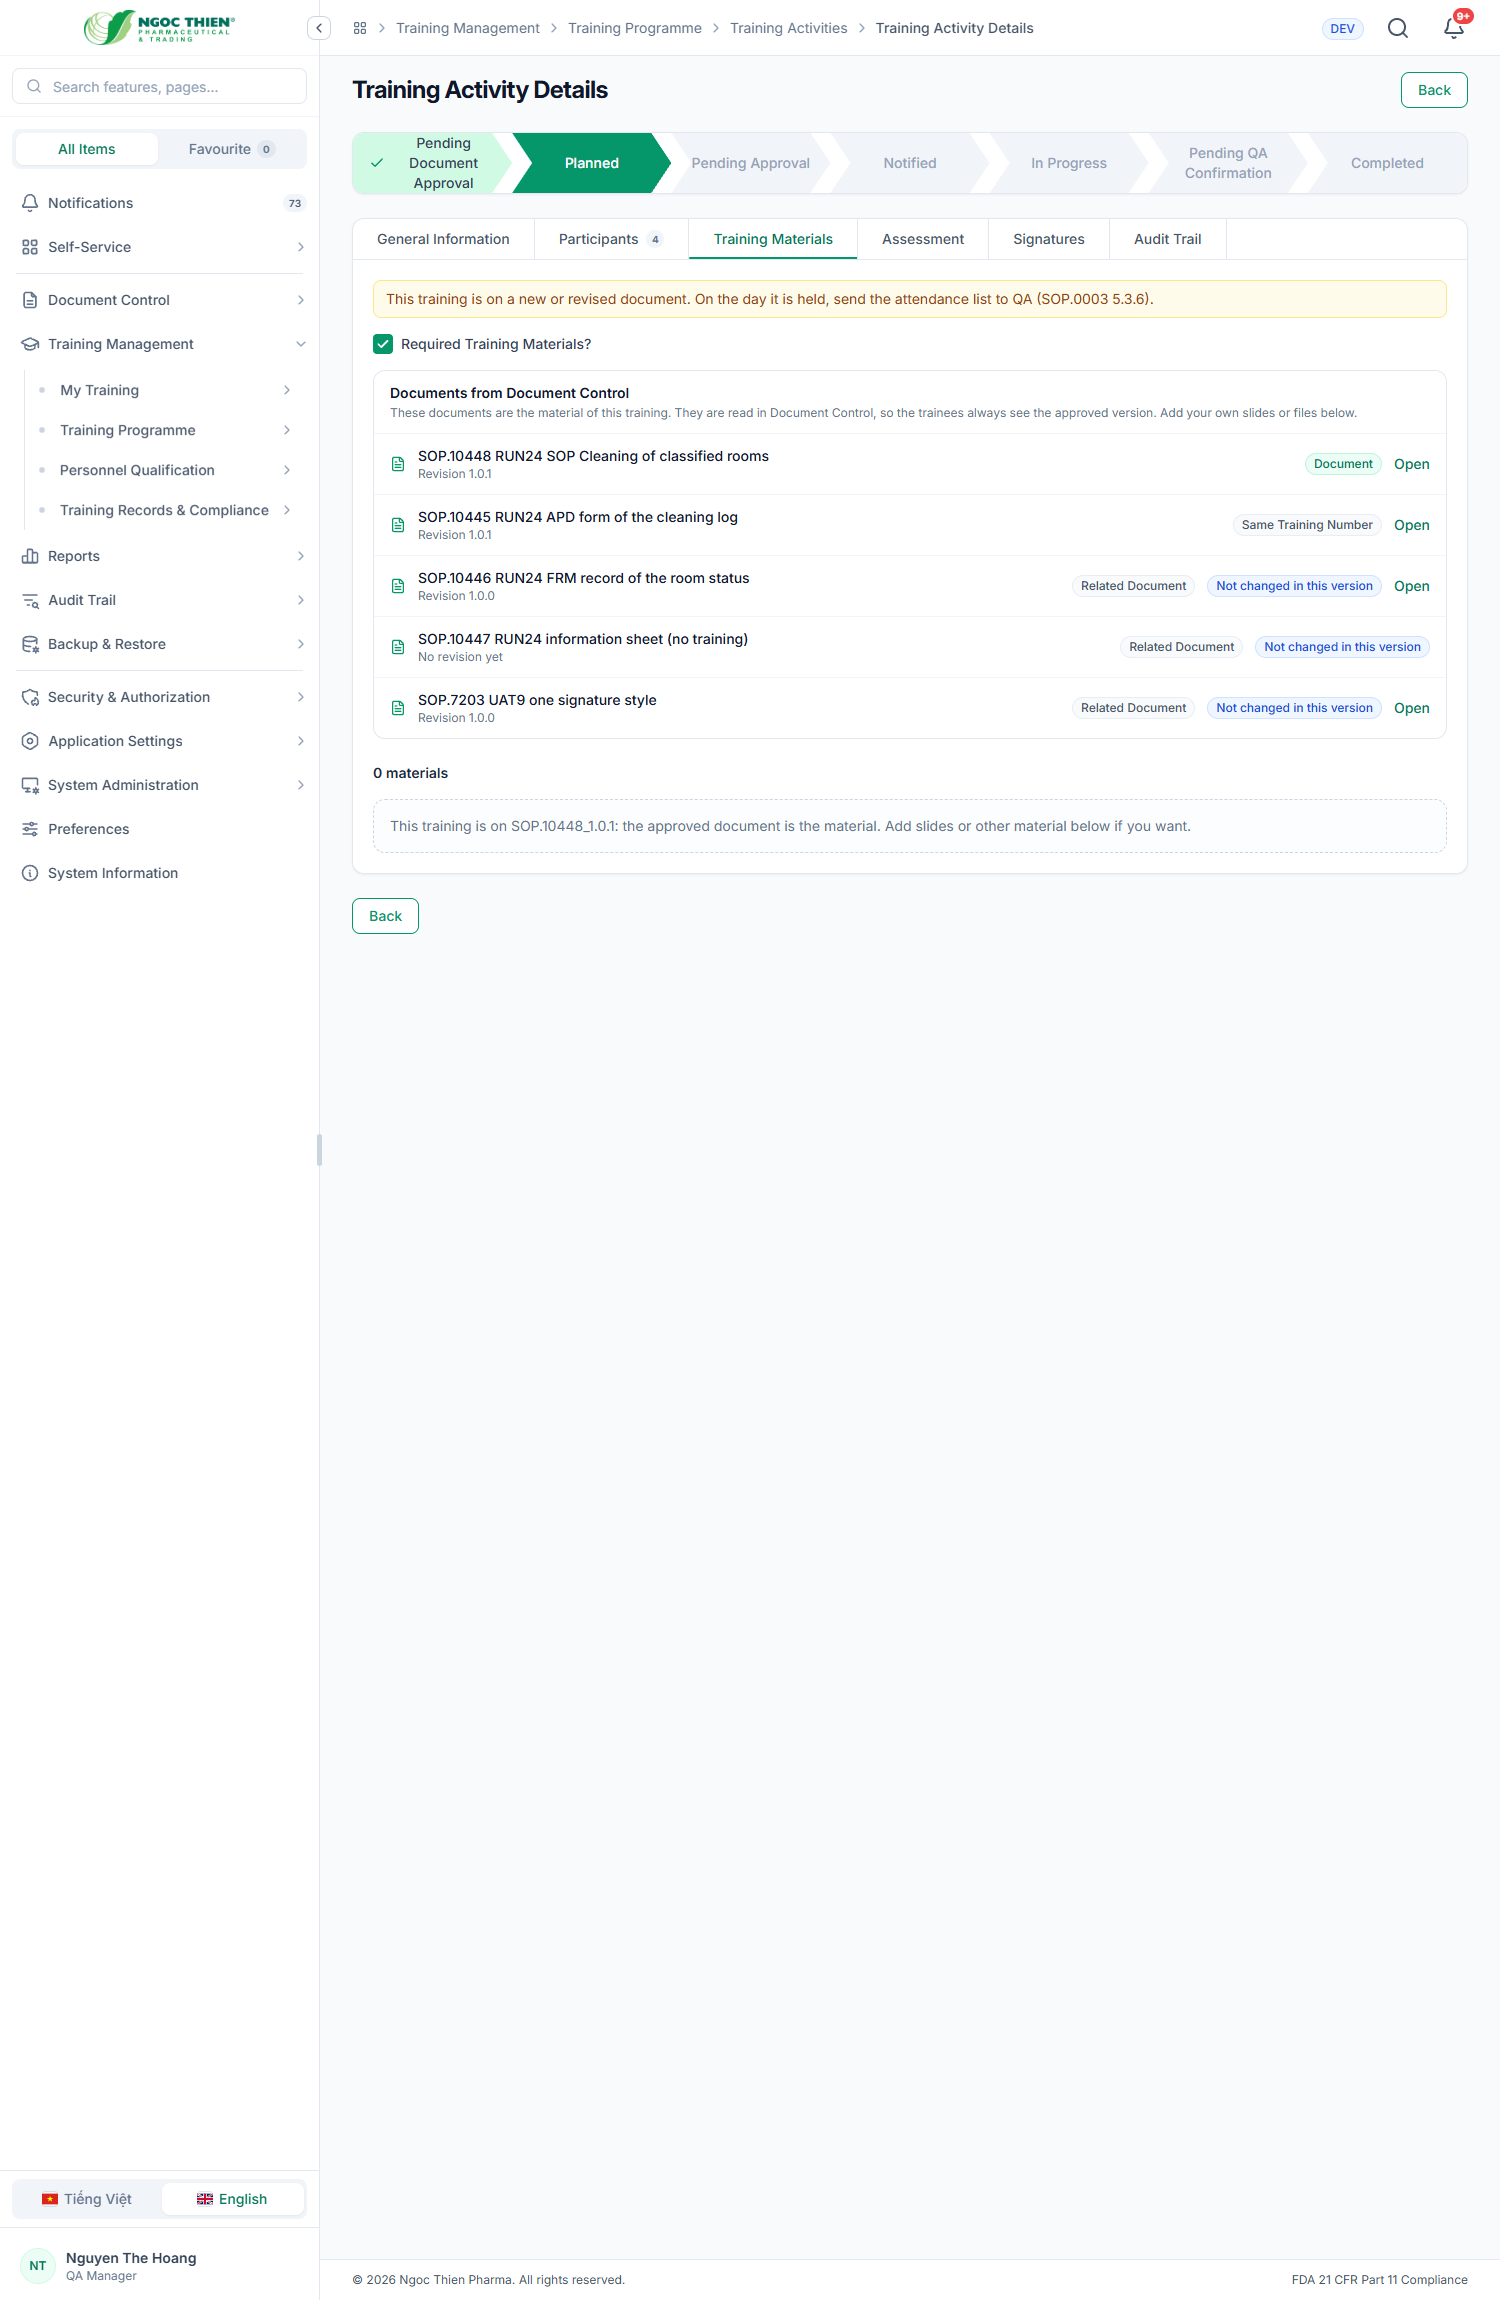 NGOC THIEN®
PHARMACEUTICAL
& TRADING
Training Management
Training Programme
Training Activities
Training Activity Details
DEV
9+
Search features, pages...
All Items
Favourite 0
Notifications 73
Self-Service
Document Control
Training Management
My Training
Training Programme
Personnel Qualification
Training Records & Compliance
Reports
Audit Trail
Backup & Restore
Security & Authorization
Application Settings
System Administration
Preferences
System Information
Tiếng Việt
English
NT
Nguyen The Hoang
QA Manager
Training Activity Details
Back
Pending
Document
Approval
Planned
Pending Approval
Notified
In Progress
Pending QA
Confirmation
Completed
General Information
Participants 4
Training Materials
Assessment
Signatures
Audit Trail
This training is on a new or revised document. On the day it is held, send the attendance list to QA (SOP.0003 5.3.6).
Required Training Materials?
Documents from Document Control
These documents are the material of this training. They are read in Document Control, so the trainees always see the approved version. Add your own slides or files below.
SOP.10448 RUN24 SOP Cleaning of classified rooms
Revision 1.0.1
Document
Open
SOP.10445 RUN24 APD form of the cleaning log
Revision 1.0.1
Same Training Number
Open
SOP.10446 RUN24 FRM record of the room status
Revision 1.0.0
Related Document
Not changed in this version
Open
SOP.10447 RUN24 information sheet (no training)
No revision yet
Related Document
Not changed in this version
SOP.7203 UAT9 one signature style
Revision 1.0.0
Related Document
Not changed in this version
Open
0 materials
This training is on SOP.10448_1.0.1: the approved document is the material. Add slides or other material below if you want.
Back
© 2026 Ngoc Thien Pharma. All rights reserved.
FDA 21 CFR Part 11 Compliance